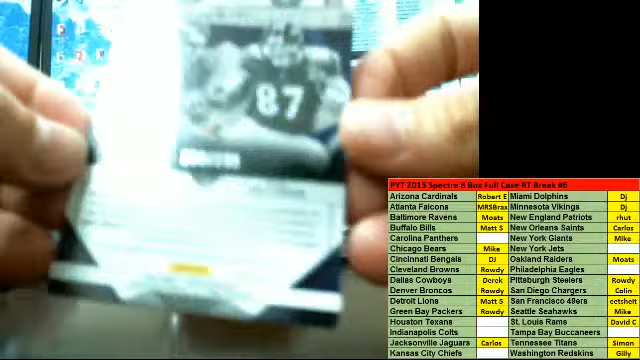 87
PYT 2015 Spectre 8 Box Full Case RT Break #6
Arizona Cardinals Robert E Miami Dolphins Dj
Atlanta Falcons MRSBrax Minnesota Vikings Dj
Baltimore Ravens Moats New England Patriots rhut
Buffalo Bills Matt S New Orleans Saints Carlos
Carolina Panthers New York Giants Mike
Chicago Bears Mike New York Jets
Cincinnati Bengals DJ Oakland Raiders Moats
Cleveland Browns Rowdy Philadelphia Eagles
Dallas Cowboys Derek Pittsburgh Steelers Rowdy
Denver Broncos Rowdy San Diego Chargers Colin
Detroit Lions Matt S San Francisco 49ers
Green Bay Packers Rowdy Seattle Seahawks Mike
Houston Texans St. Louis Rams David C
Indianapolis Colts Tampa Bay Buccaneers
Jacksonville Jaguars Carlos Tennessee Titans Simon
Kansas City Chiefs Washington Redskins Gilly